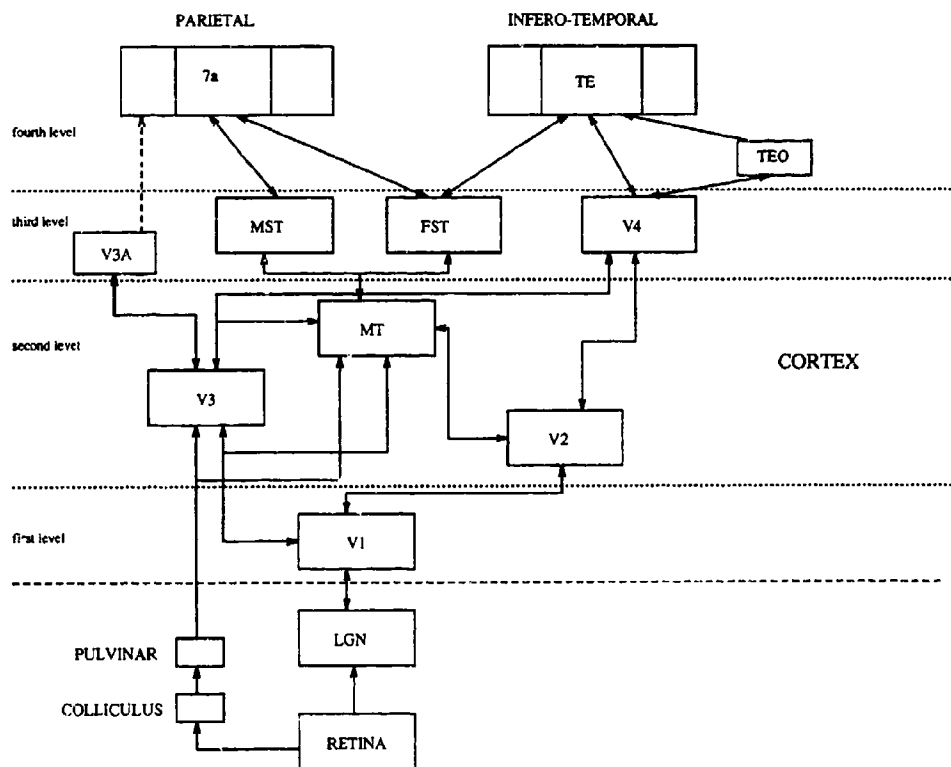 PARIETAL
INFERO-TEMPORAL
7a
TE
fourth level
TEO
third level
MST
FST
V4
V3A
second level
MT
CORTEX
V3
V2
first level
V1
PULVINAR
LGN
COLLICULUS
RETINA